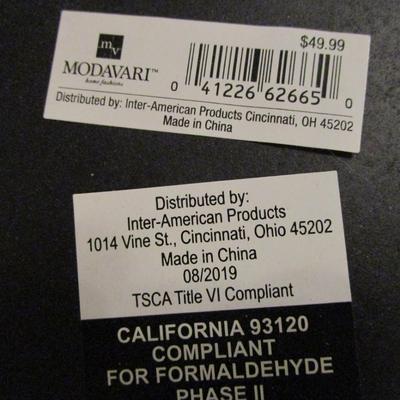 $49.99
mv
MODAVARI™
home fashions
0 41226 62665 0
Distributed by: Inter-American Products Cincinnati, OH 45202
Made in China
Distributed by:
Inter-American Products
1014 Vine St., Cincinnati, Ohio 45202
Made in China
08/2019
TSCA Title VI Compliant
CALIFORNIA 93120
COMPLIANT
FOR FORMALDEHYDE
PHASE II